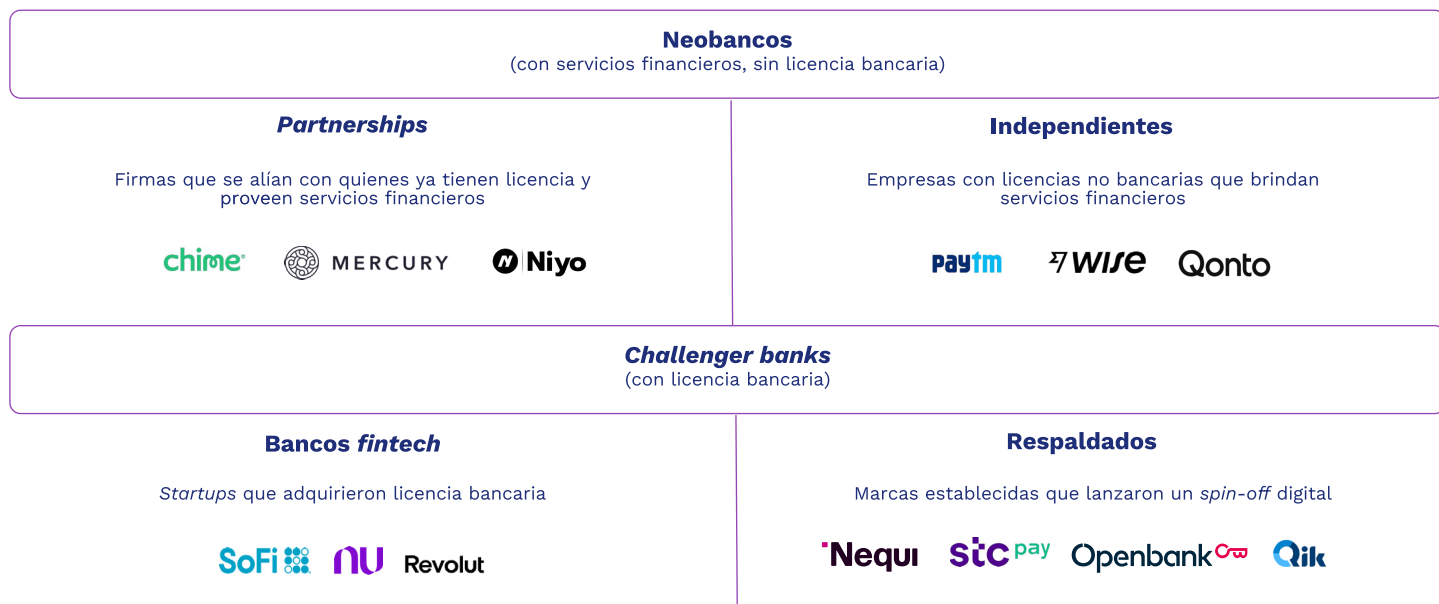 Neobancos
(con servicios financieros, sin licencia bancaria)
Partnerships
Firmas que se alían con quienes ya tienen licencia y
proveen servicios financieros
chime
MERCURY
Niyo
Independientes
Empresas con licencias no bancarias que brindan
servicios financieros
paytm
wise
Qonto
Challenger banks
(con licencia bancaria)
Bancos fintech
Startups que adquirieron licencia bancaria
SoFi
nu
Revolut
Respaldados
Marcas establecidas que lanzaron un spin-off digital
Nequi
stc pay
Openbank
Qik